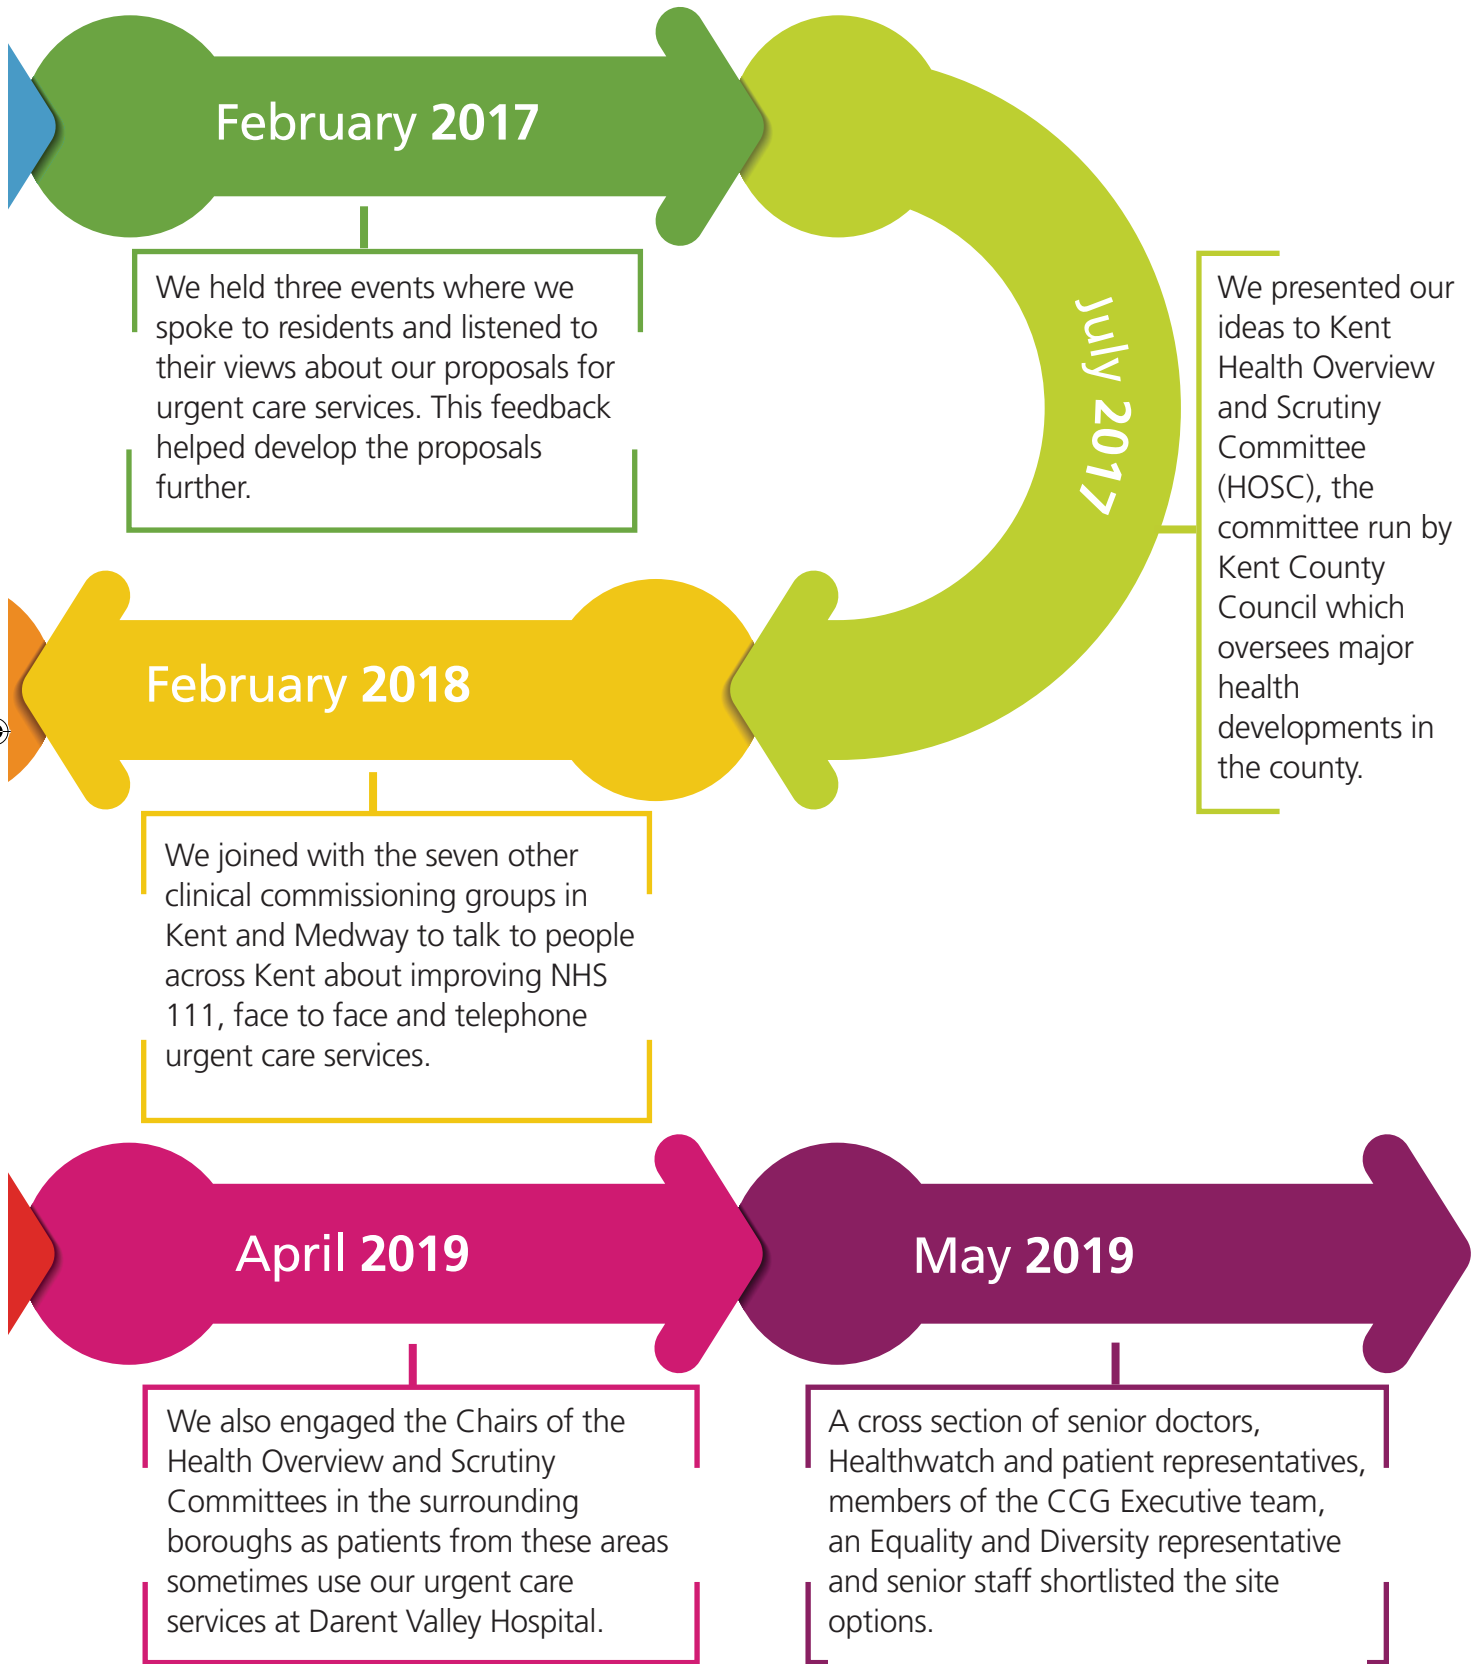 February 2017
We held three events where we
spoke to residents and listened to
their views about our proposals for
urgent care services. This feedback
helped develop the proposals
further.
July 2017
We presented our
ideas to Kent
Health Overview
and Scrutiny
Committee
(HOSC), the
committee run by
Kent County
Council which
oversees major
health
developments in
the county.
February 2018
We joined with the seven other
clinical commissioning groups in
Kent and Medway to talk to people
across Kent about improving NHS
111, face to face and telephone
urgent care services.
April 2019
We also engaged the Chairs of the
Health Overview and Scrutiny
Committees in the surrounding
boroughs as patients from these areas
sometimes use our urgent care
services at Darent Valley Hospital.
May 2019
A cross section of senior doctors,
Healthwatch and patient representatives,
members of the CCG Executive team,
an Equality and Diversity representative
and senior staff shortlisted the site
options.